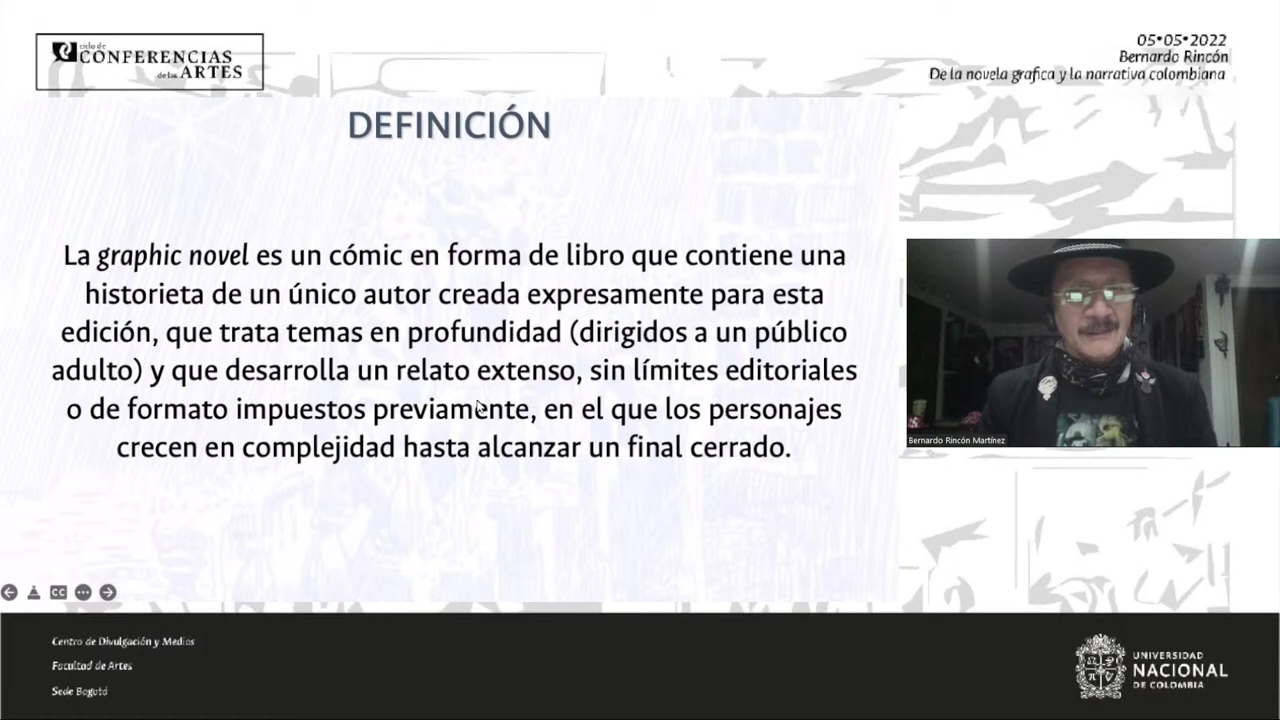 ciclo de
CONFERENCIAS
de las ARTES
05•05•2022
Bernardo Rincón
De la novela grafica y la narrativa colombiana
DEFINICIÓN
La graphic novel es un cómic en forma de libro que contiene una
historieta de un único autor creada expresamente para esta
edición, que trata temas en profundidad (dirigidos a un público
adulto) y que desarrolla un relato extenso, sin límites editoriales
o de formato impuestos previamente, en el que los personajes
crecen en complejidad hasta alcanzar un final cerrado.
Bernardo Rincón Martínez
CC
Centro de Divulgación y Medios
Facultad de Artes
Sede Bogotá
UNIVERSIDAD
NACIONAL
DE COLOMBIA